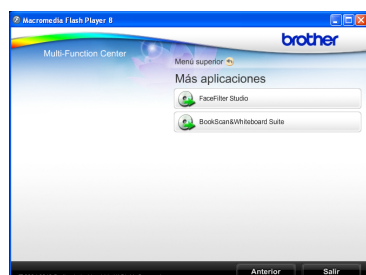 Macromedia Flash Player 8
brother
Multi-Function Center
Menú superior
Más aplicaciones
FaceFilter Studio
BookScan&Whiteboard Suite
Anterior
Salir